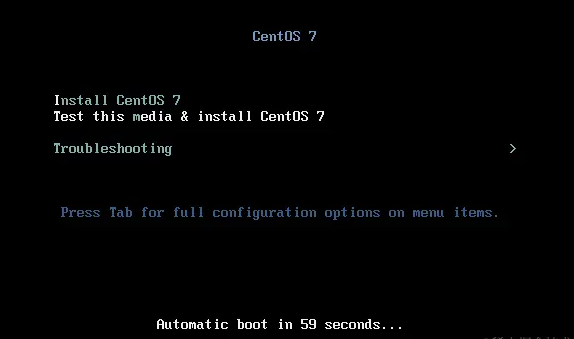 CentOS 7
Install CentOS 7
Test this media & install CentOS 7
Troubleshooting >
Press Tab for full configuration options on menu items.
Automatic boot in 59 seconds...